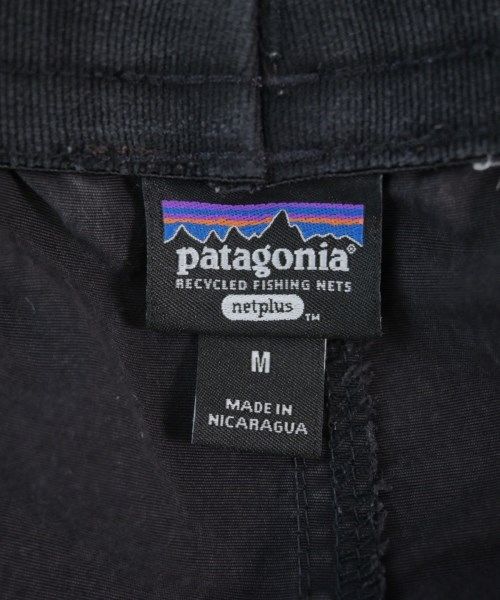 patagonia®
RECYCLED FISHING NETS
netplus
™
M
MADE IN
NICARAGUA